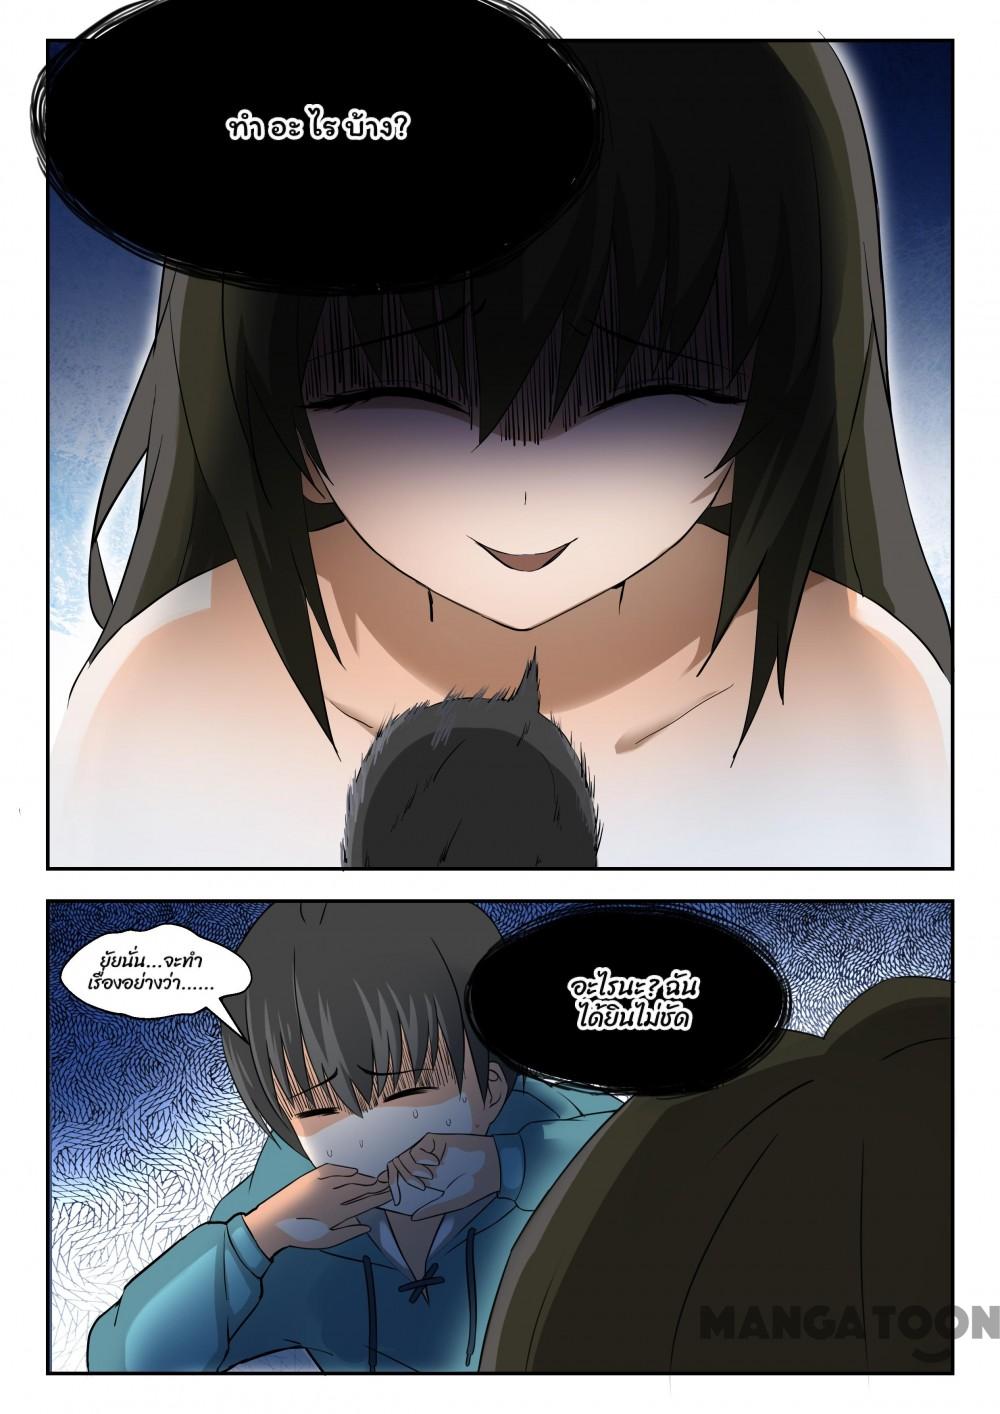 ทำ อะ ไร บ้าง?
ยัยนั่น...จะทำ
เรื่องอย่างว่า......
อะไรนะ? ฉัน
ได้ยินไม่ชัด
MANGATOON